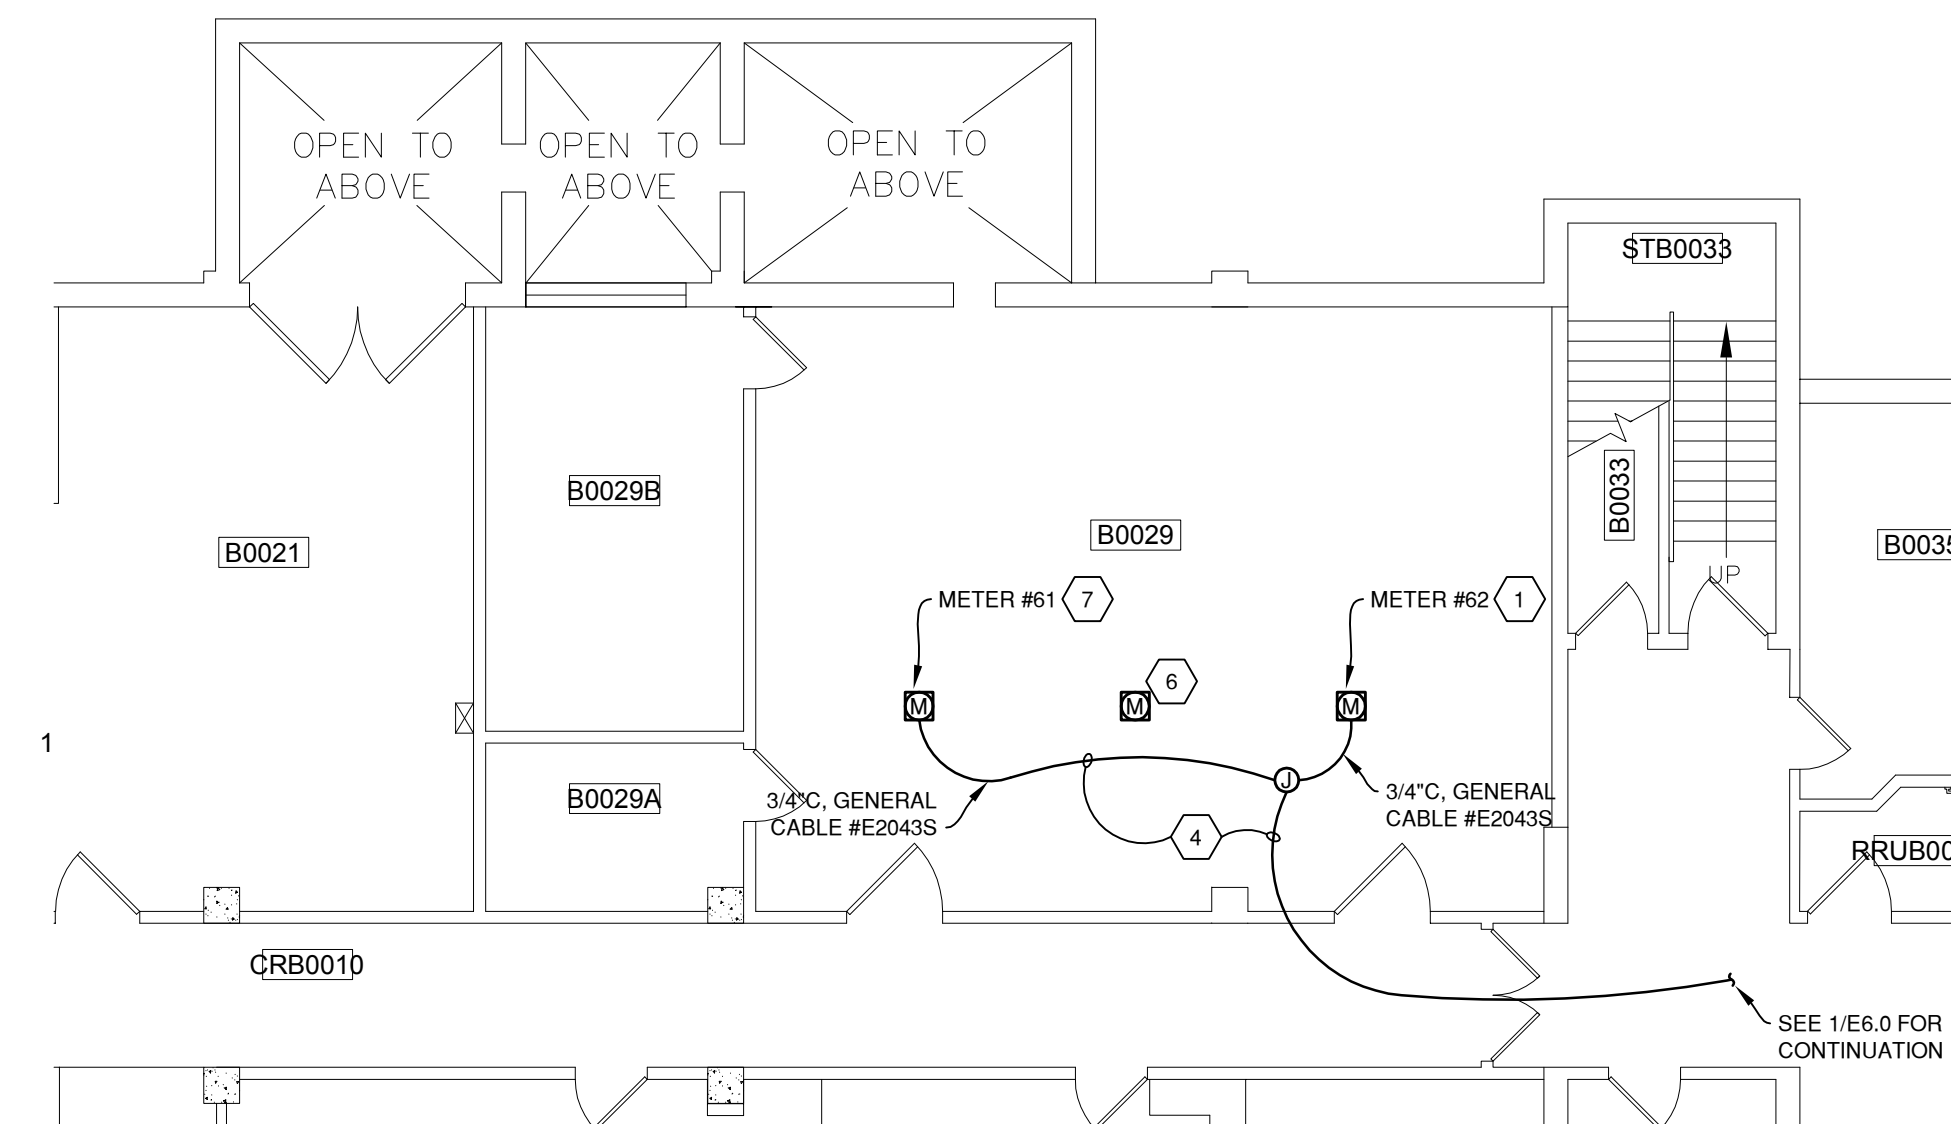 OPEN TO
ABOVE
OPEN TO
ABOVE
OPEN TO
ABOVE
STB0033
B0033
UP
B0029B
B0021
B0029
METER #61
7
METER #62
1
6
M
M
M
J
1
B0029A
3/4"C, GENERAL
CABLE #E2043S
3/4"C, GENERAL
CABLE #E2043S
4
CRB0010
SEE 1/E6.0 FOR
CONTINUATION